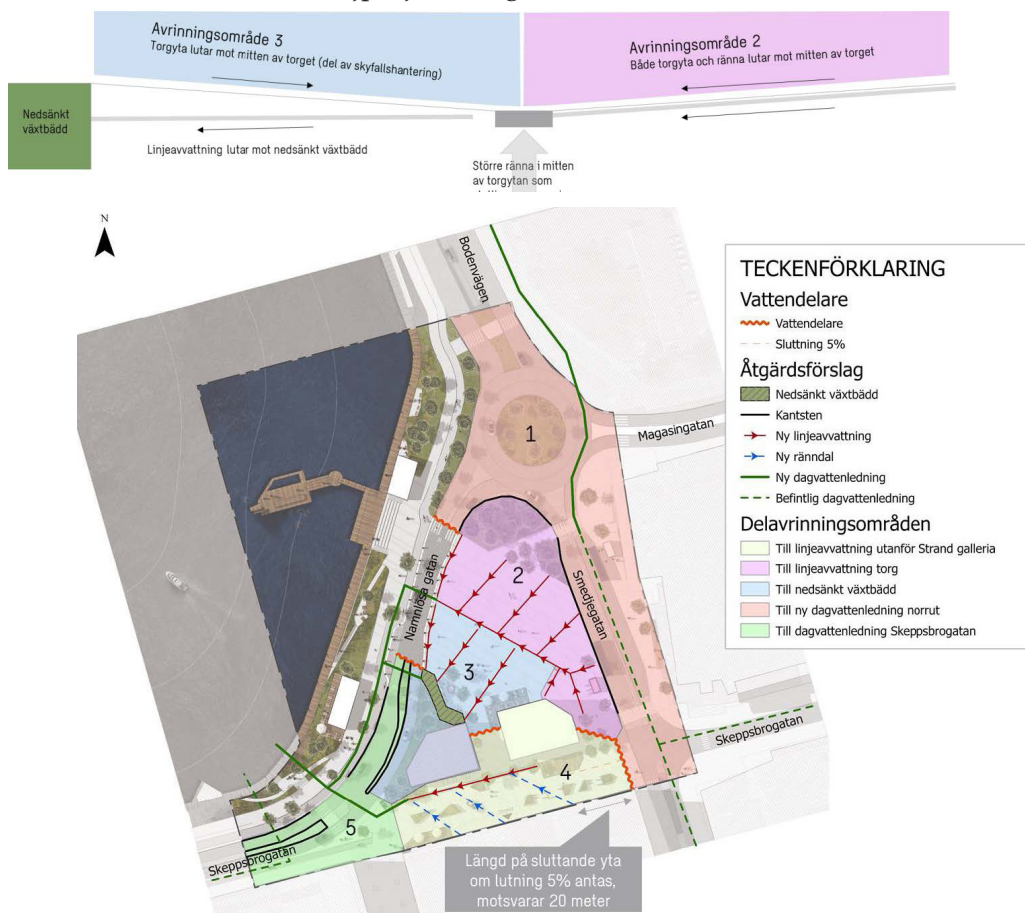 Avrinningsområde 3
Torgyta lutar mot mitten av torget (del av skyfallshantering)
Avrinningsområde 2
Både torgyta och ränna lutar mot mitten av torget
Nedsänkt
växtbädd
Linjeavvattning lutar mot nedsänkt växtbädd
Större ränna i mitten
av torgytan som
N
Bodenvägen
Magasingatan
Smedjegatan
Namnlösa gatan
Skeppsbrogatan
Skeppsbrogatan
1
2
3
4
5
Längd på sluttande yta
om lutning 5% antas,
motsvarar 20 meter
TECKENFÖRKLARING
Vattendelare
Vattendelare
Sluttning 5%
Åtgärdsförslag
Nedsänkt växtbädd
Kantsten
Ny linjeavvattning
Ny ränndal
Ny dagvattenledning
Befintlig dagvattenledning
Delavrinningsområden
Till linjeavvattning utanför Strand galleria
Till linjeavvattning torg
Till nedsänkt växtbädd
Till ny dagvattenledning norrut
Till dagvattenledning Skeppsbrogatan